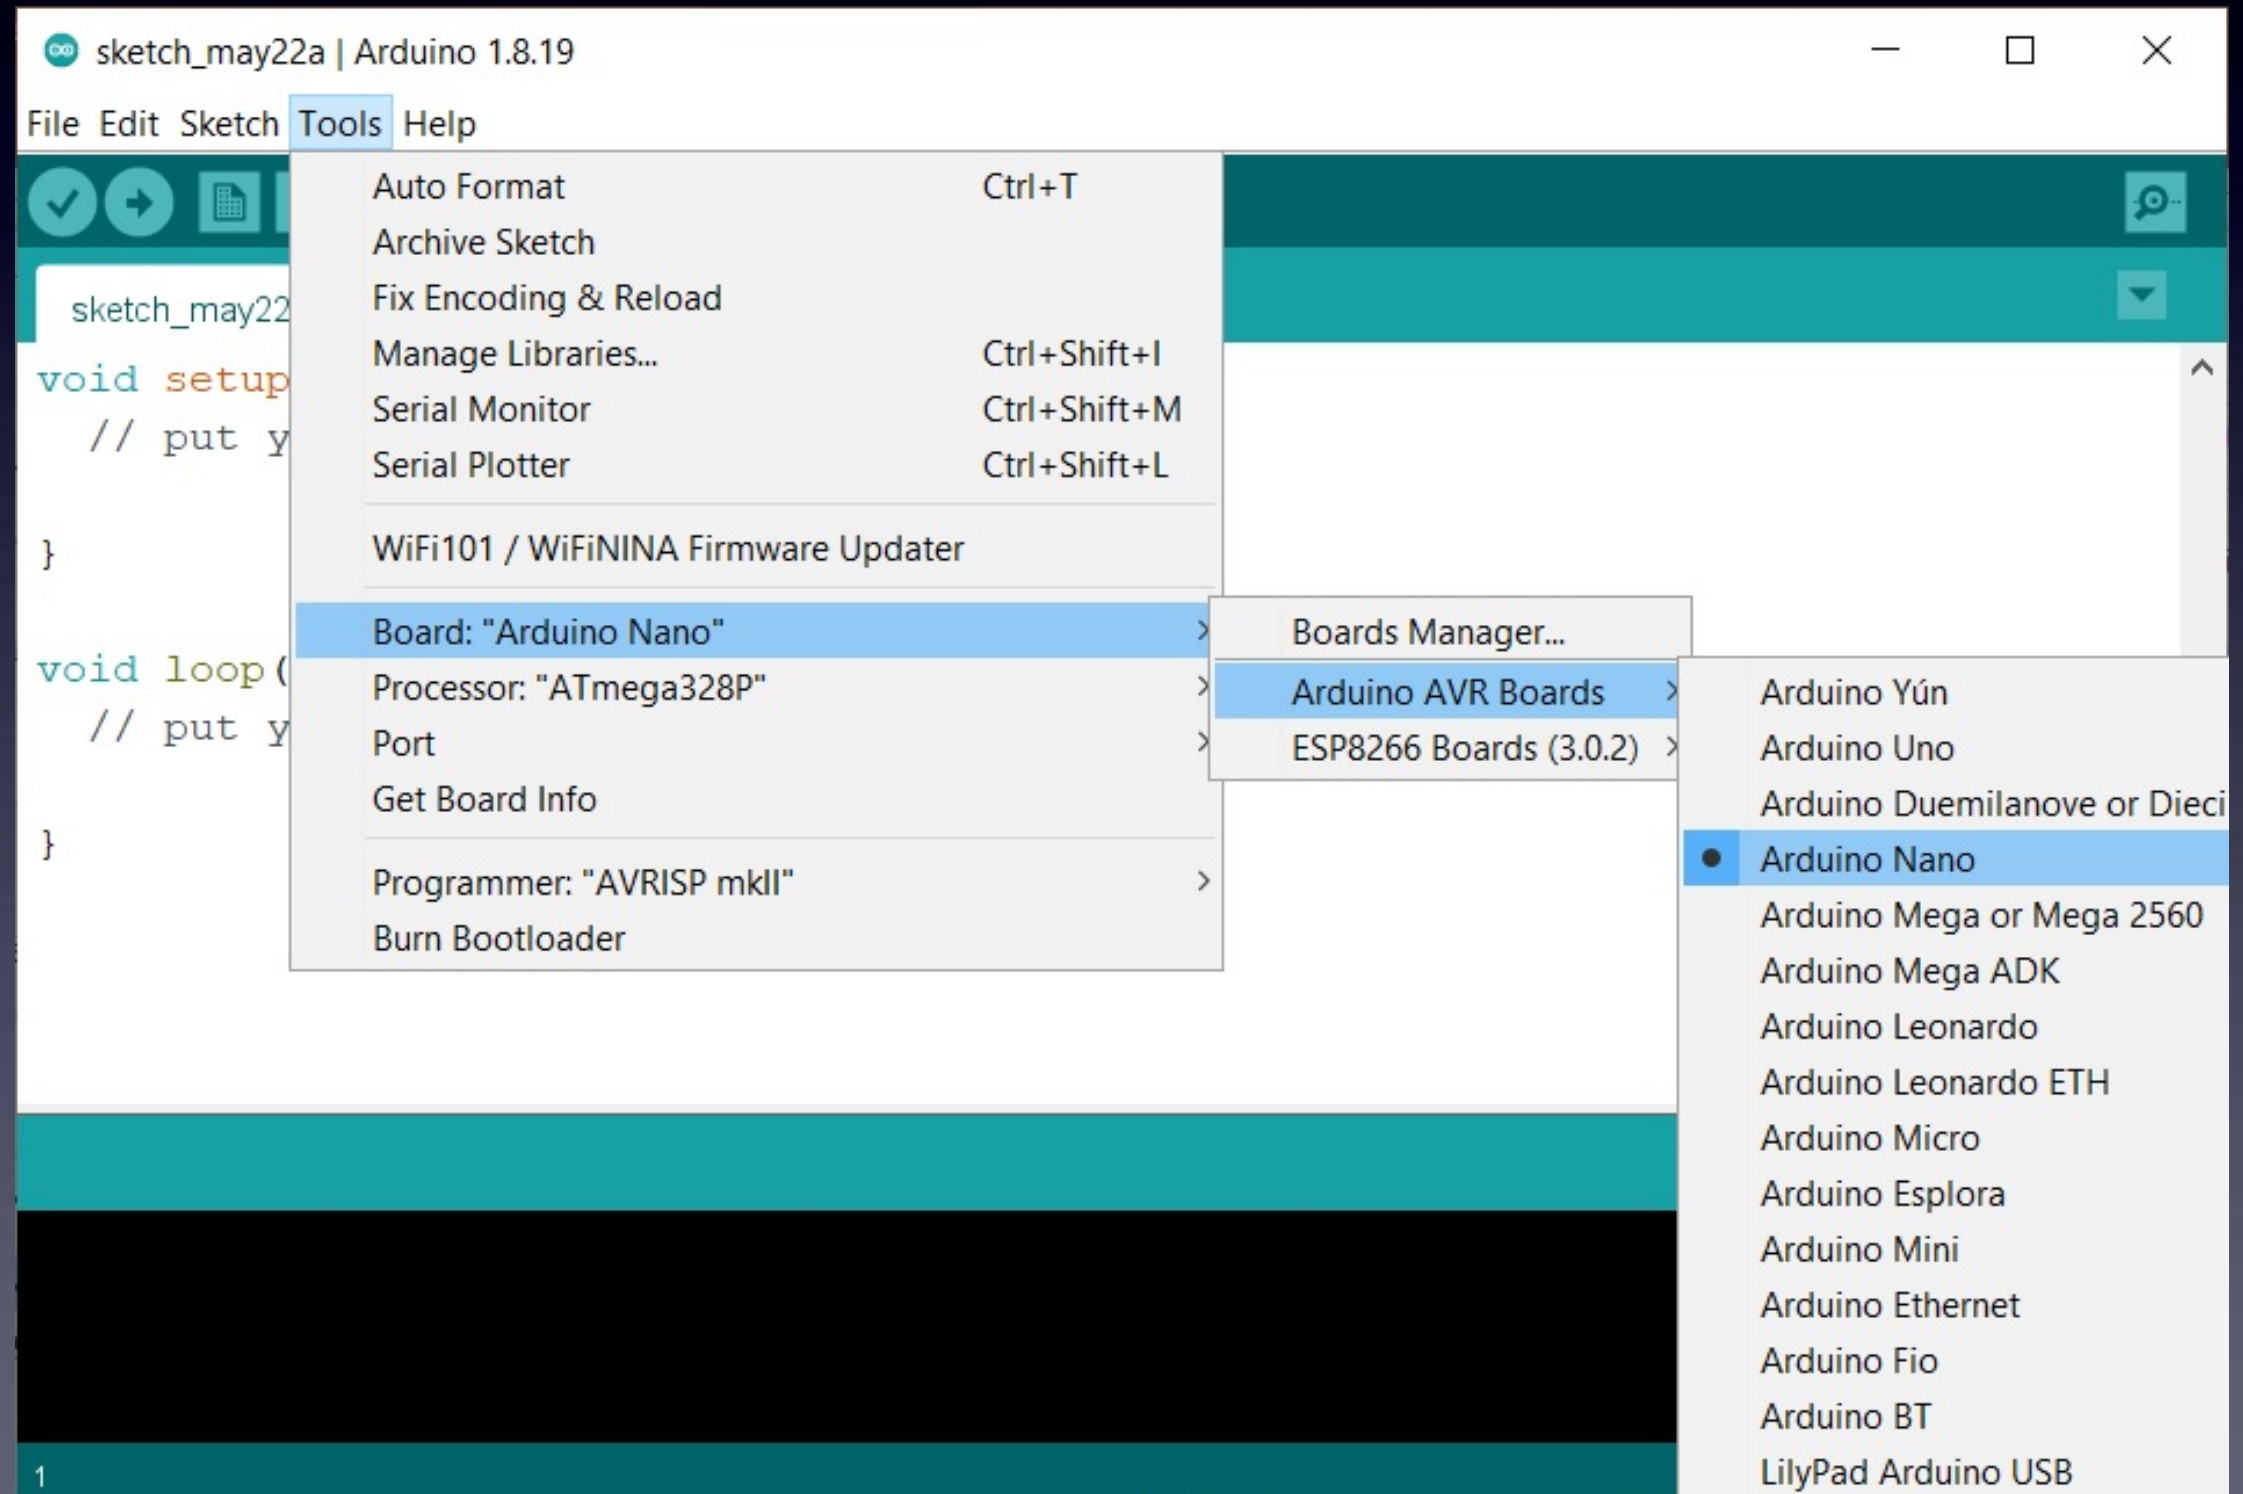 sketch_may22a | Arduino 1.8.19
File Edit Sketch Tools Help
sketch_may22
void setup
// put y
}
void loop(
// put y
}
Auto Format Ctrl+T
Archive Sketch
Fix Encoding & Reload
Manage Libraries... Ctrl+Shift+I
Serial Monitor Ctrl+Shift+M
Serial Plotter Ctrl+Shift+L
WiFi101 / WiFiNINA Firmware Updater
Board: "Arduino Nano"
Processor: "ATmega328P"
Port
Get Board Info
Programmer: "AVRISP mkII"
Burn Bootloader
Boards Manager...
Arduino AVR Boards
ESP8266 Boards (3.0.2)
Arduino Yún
Arduino Uno
Arduino Duemilanove or Dieci
Arduino Nano
Arduino Mega or Mega 2560
Arduino Mega ADK
Arduino Leonardo
Arduino Leonardo ETH
Arduino Micro
Arduino Esplora
Arduino Mini
Arduino Ethernet
Arduino Fio
Arduino BT
LilyPad Arduino USB
1